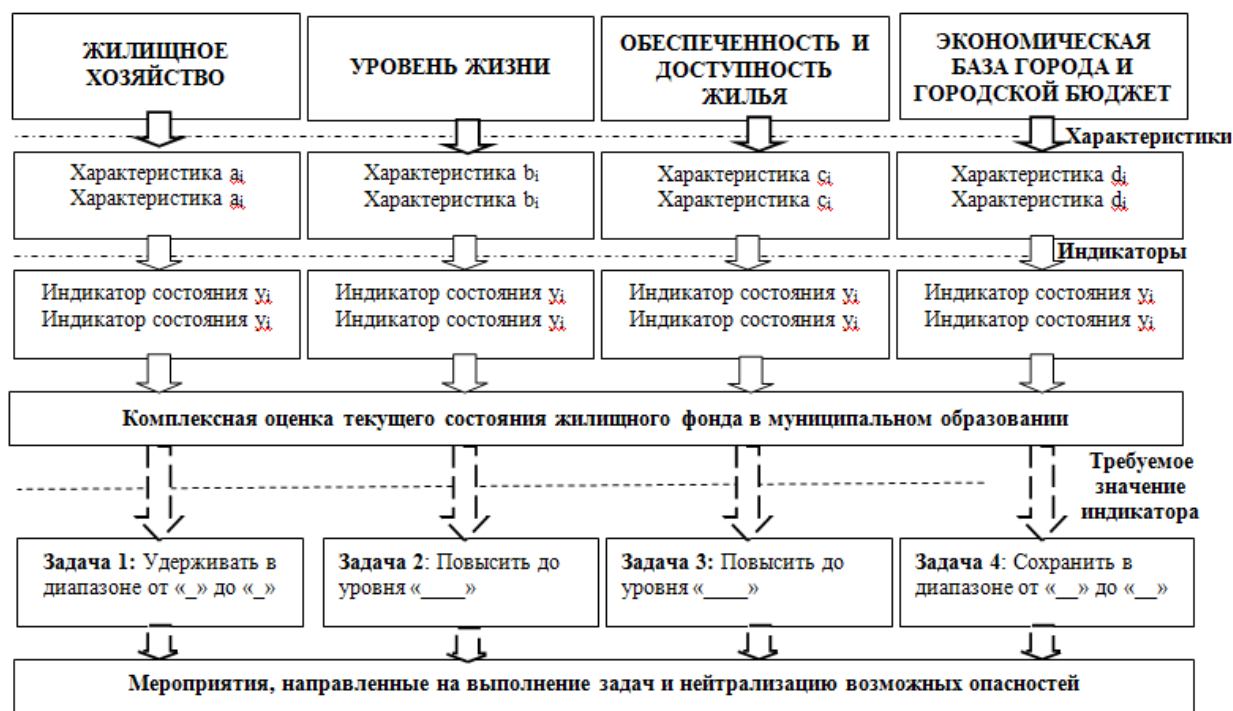 ЖИЛИЩНОЕ
ХОЗЯЙСТВО
УРОВЕНЬ ЖИЗНИ
ОБЕСПЕЧЕННОСТЬ И
ДОСТУПНОСТЬ
ЖИЛЬЯ
ЭКОНОМИЧЕСКАЯ
БАЗА ГОРОДА И
ГОРОДСКОЙ БЮДЖЕТ
Характеристики
Характеристика ai
Характеристика ai
Характеристика bi
Характеристика bi
Характеристика ci
Характеристика ci
Характеристика di
Характеристика di
Индикаторы
Индикатор состояния yi
Индикатор состояния yi
Индикатор состояния yi
Индикатор состояния yi
Индикатор состояния yi
Индикатор состояния yi
Индикатор состояния yi
Индикатор состояния yi
Комплексная оценка текущего состояния жилищного фонда в муниципальном образовании
Требуемое
значение
индикатора
Задача 1: Удерживать в
диапазоне от «_» до «_»
Задача 2: Повысить до
уровня «____»
Задача 3: Повысить до
уровня «____»
Задача 4: Сохранить в
диапазоне от «__» до «__»
Мероприятия, направленные на выполнение задач и нейтрализацию возможных опасностей